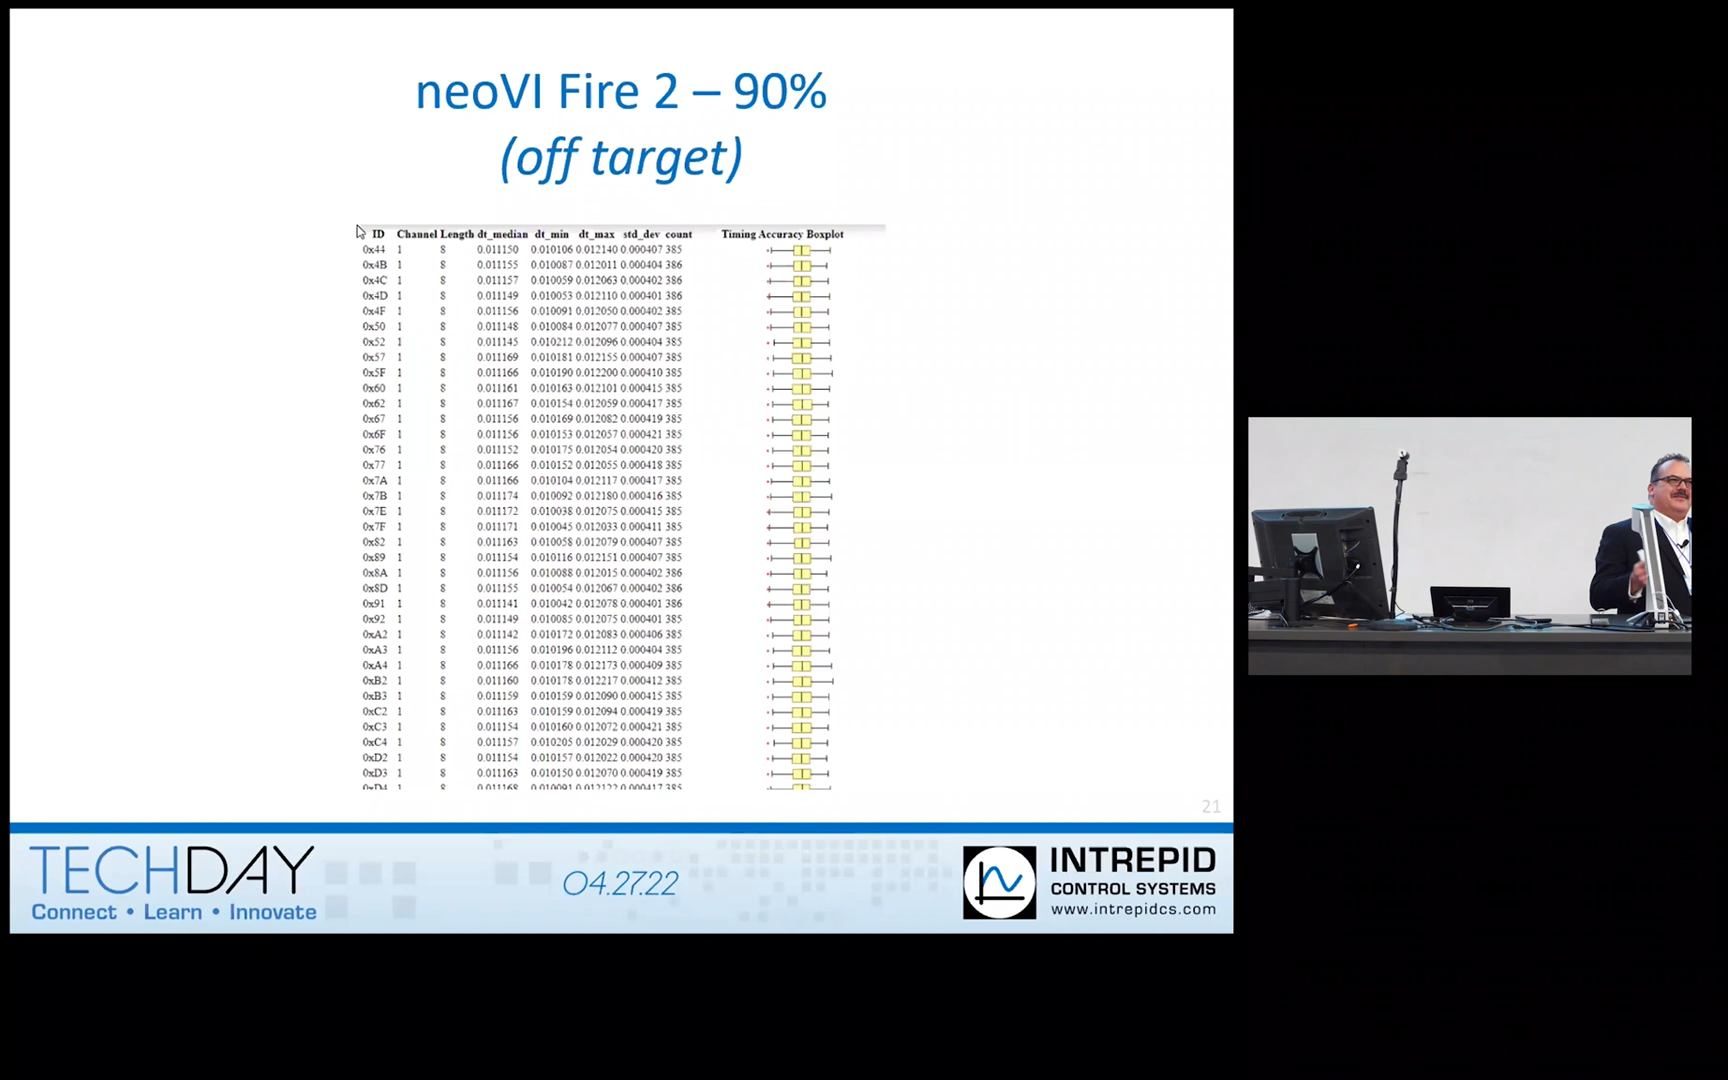 neoVI Fire 2 – 90%
(off target)
ID Channel Length dt_median dt_min dt_max std_dev count Timing Accuracy Boxplot
0x44 1 8 0.011150 0.010106 0.012140 0.000407 385
0x4B 1 8 0.011155 0.010087 0.012011 0.000404 386
0x4C 1 8 0.011157 0.010059 0.012063 0.000402 386
0x4D 1 8 0.011149 0.010053 0.012110 0.000401 386
0x4F 1 8 0.011156 0.010091 0.012050 0.000402 385
0x50 1 8 0.011148 0.010084 0.012077 0.000407 385
0x52 1 8 0.011145 0.010212 0.012096 0.000404 385
0x57 1 8 0.011169 0.010181 0.012155 0.000407 385
0x5F 1 8 0.011166 0.010190 0.012200 0.000410 385
0x60 1 8 0.011161 0.010163 0.012101 0.000415 385
0x62 1 8 0.011167 0.010154 0.012059 0.000417 385
0x67 1 8 0.011156 0.010169 0.012082 0.000419 385
0x6F 1 8 0.011156 0.010153 0.012057 0.000421 385
0x76 1 8 0.011152 0.010175 0.012054 0.000420 385
0x77 1 8 0.011166 0.010152 0.012055 0.000418 385
0x7A 1 8 0.011166 0.010104 0.012117 0.000417 385
0x7B 1 8 0.011174 0.010092 0.012180 0.000416 385
0x7E 1 8 0.011172 0.010038 0.012075 0.000415 385
0x7F 1 8 0.011171 0.010045 0.012033 0.000411 385
0x82 1 8 0.011163 0.010058 0.012079 0.000407 385
0x89 1 8 0.011154 0.010116 0.012151 0.000407 385
0x8A 1 8 0.011156 0.010088 0.012015 0.000402 386
0x8D 1 8 0.011155 0.010054 0.012067 0.000402 386
0x91 1 8 0.011141 0.010042 0.012078 0.000401 386
0x92 1 8 0.011149 0.010085 0.012075 0.000401 385
0xA2 1 8 0.011142 0.010172 0.012083 0.000406 385
0xA3 1 8 0.011156 0.010196 0.012112 0.000404 385
0xA4 1 8 0.011166 0.010178 0.012173 0.000409 385
0xB2 1 8 0.011160 0.010178 0.012217 0.000412 385
0xB3 1 8 0.011159 0.010159 0.012090 0.000415 385
0xC2 1 8 0.011163 0.010159 0.012094 0.000419 385
0xC3 1 8 0.011154 0.010160 0.012072 0.000421 385
0xC4 1 8 0.011157 0.010205 0.012029 0.000420 385
0xD2 1 8 0.011154 0.010157 0.012022 0.000420 385
0xD3 1 8 0.011163 0.010150 0.012070 0.000419 385
0xD4 1 8 0.011168 0.010091 0.012122 0.000417 385
21
TECHDAY
Connect • Learn • Innovate
04.27.22
INTREPID
CONTROL SYSTEMS
www.intrepidcs.com